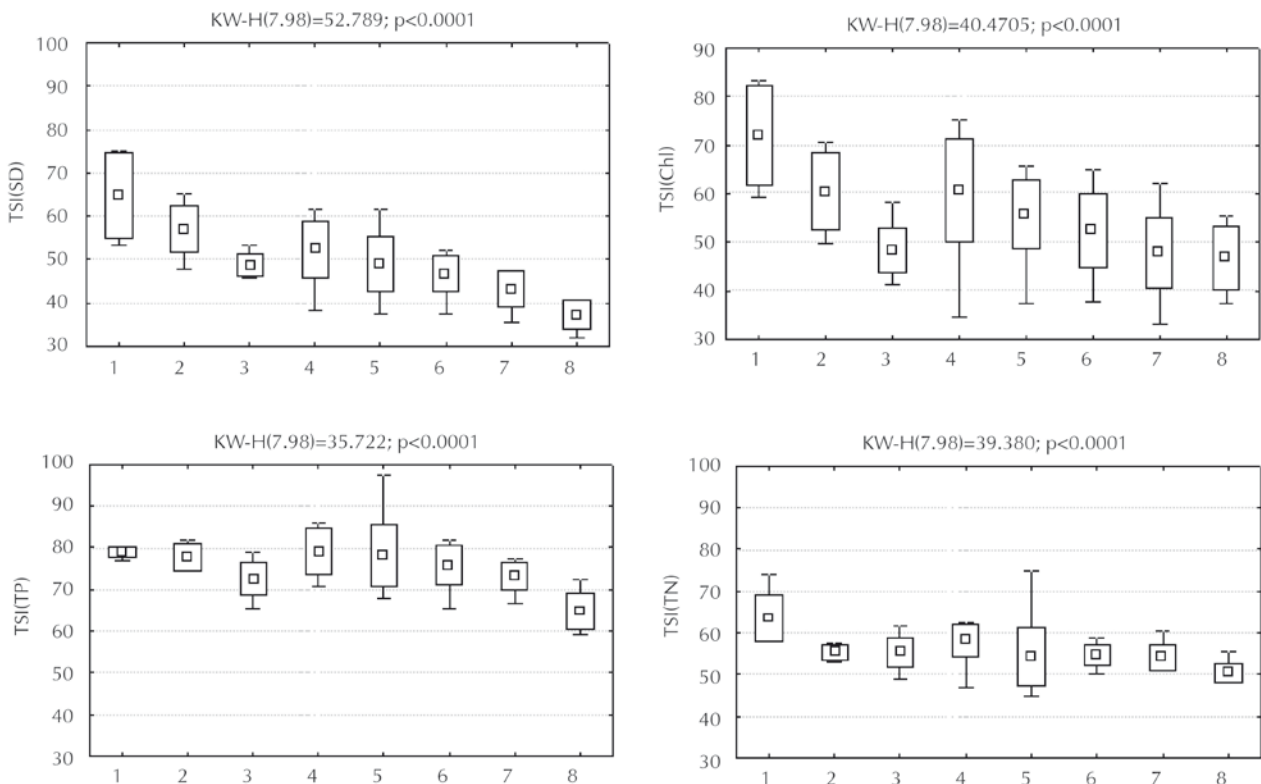 KW-H(7.98)=52.789; p<0.0001
100
90
80
70
60
50
40
30
TSI(SD)
1 2 3 4 5 6 7 8
KW-H(7.98)=40.4705; p<0.0001
90
80
70
60
50
40
30
TSI(Chl)
1 2 3 4 5 6 7 8
KW-H(7.98)=35.722; p<0.0001
100
90
80
70
60
50
40
30
TSI(TP)
1 2 3 4 5 6 7 8
KW-H(7.98)=39.380; p<0.0001
100
90
80
70
60
50
40
30
TSI(TN)
1 2 3 4 5 6 7 8